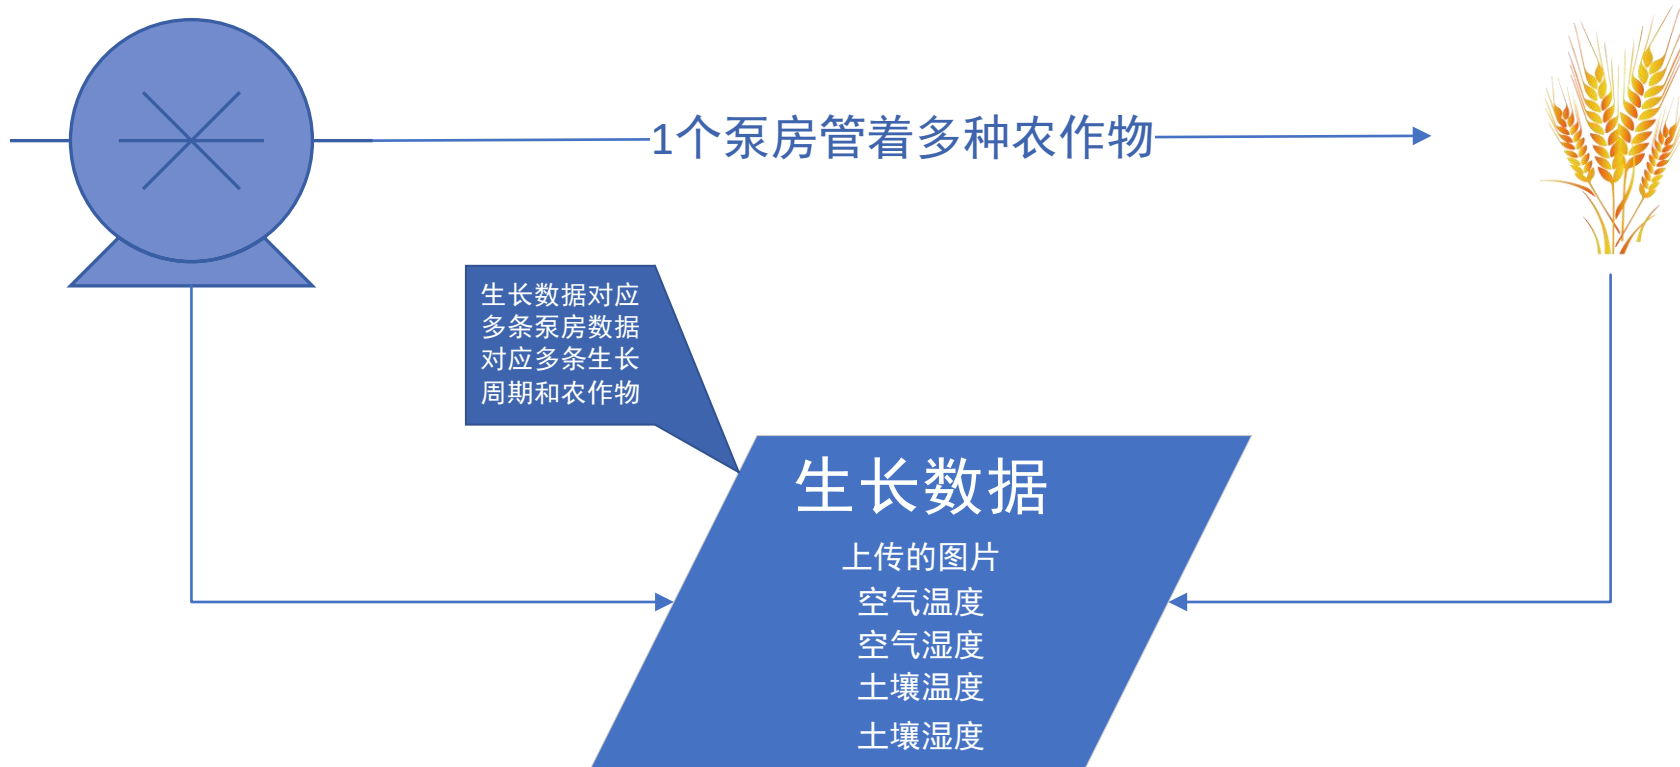 1个泵房管着多种农作物
生长数据对应
多条泵房数据
对应多条生长
周期和农作物
生长数据
上传的图片
空气温度
空气湿度
土壤温度
土壤湿度